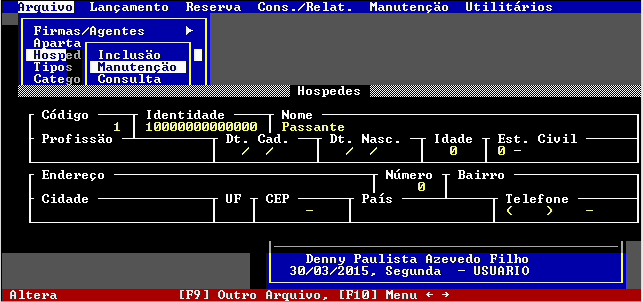 Arquivo Lançamento Reserva Cons./Relat. Manutenção Utilitários
Firmas/Agentes
Aparta
Hosped Inclusão
Tipos Manutenção
Catego Consulta
Hospedes
Código Identidade Nome
1 10000000000000 Passante
Profissão Dt. Cad. Dt. Nasc. Idade Est. Civil
/ / / / 0 0 -
Endereço Número Bairro
0
Cidade UF CEP País Telefone
- ( ) -
Denny Paulista Azevedo Filho
30/03/2015, Segunda - USUARIO
Altera [F9] Outro Arquivo, [F10] Menu ← →